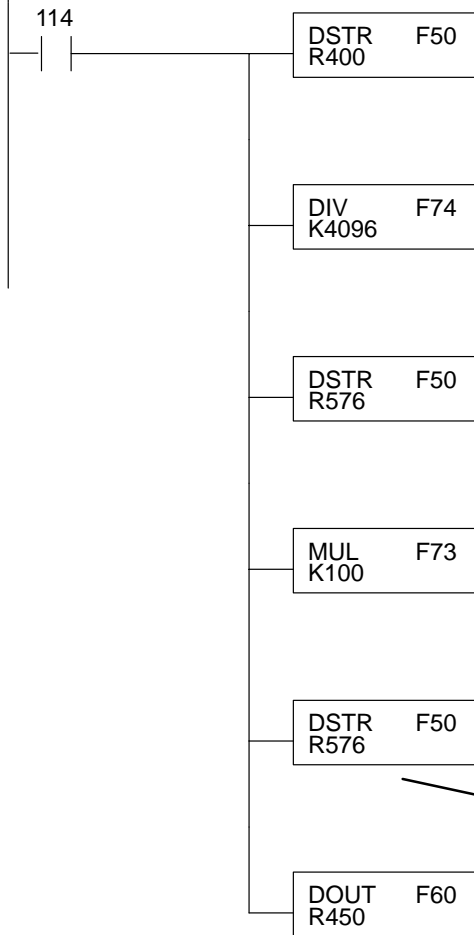 114
DSTR F50
R400
DIV F74
K4096
DSTR F50
R576
MUL F73
K100
DSTR F50
R576
DOUT F60
R450